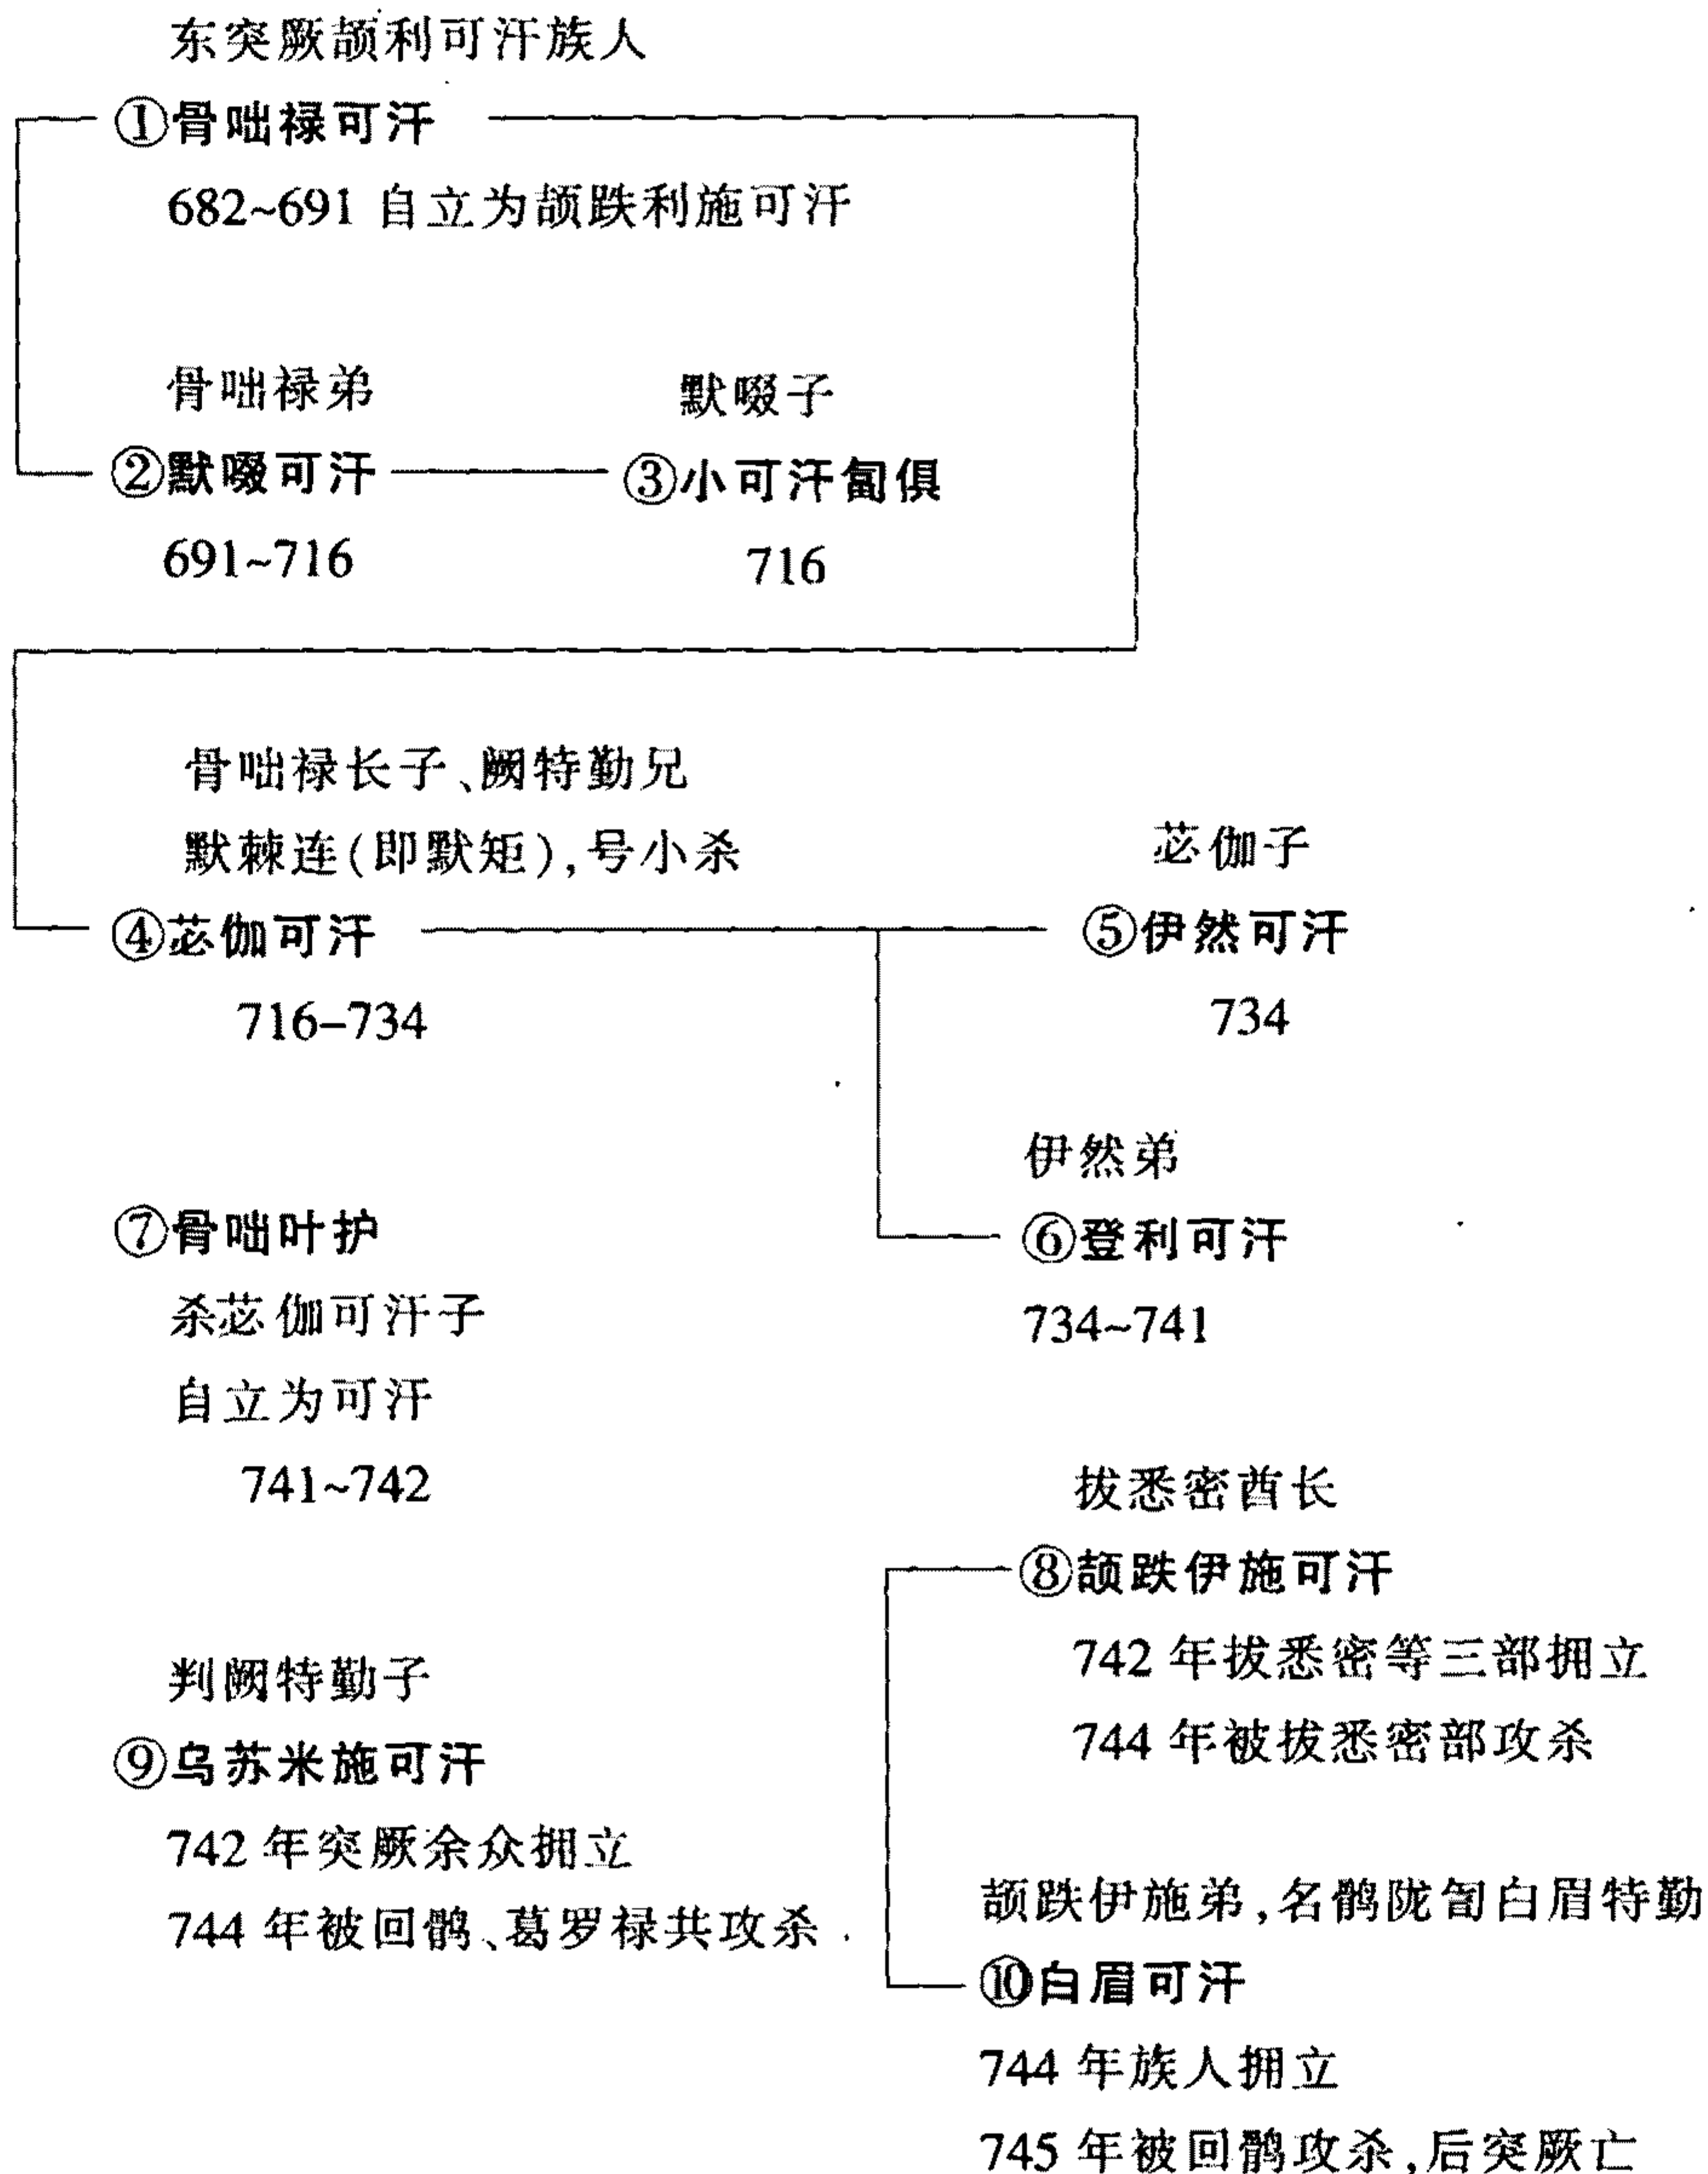 东突厥颉利可汗族人
①骨咄禄可汗
682~691 自立为颉跌利施可汗
骨咄禄弟
②默啜可汗
691~716
默啜子
③小可汗匐俱
716
骨咄禄长子、阙特勤兄
默棘连(即默矩),号小杀
④苾伽可汗
716–734
苾伽子
⑤伊然可汗
734
伊然弟
⑥登利可汗
734~741
⑦骨咄叶护
杀苾伽可汗子
自立为可汗
741~742
拔悉密酋长
⑧颉跌伊施可汗
742 年拔悉密等三部拥立
744 年被拔悉密部攻杀
判阙特勤子
⑨乌苏米施可汗
742 年突厥余众拥立
744 年被回鹘、葛罗禄共攻杀
颉跌伊施弟,名鹘陇匐白眉特勤
⑩白眉可汗
744 年族人拥立
745 年被回鹘攻杀,后突厥亡